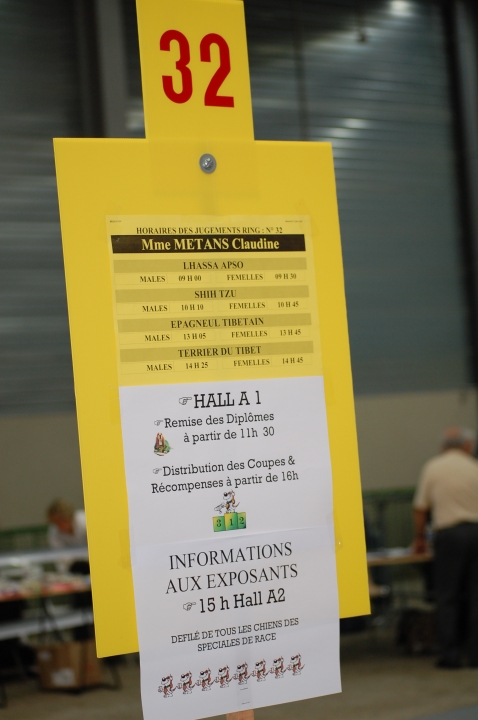 32
HORAIRES DES JUGEMENTS RING : N° 32
Mme METANS Claudine
LHASSA APSO
MALES 09 H 00 FEMELLES 09 H 30
SHIH TZU
MALES 10 H 10 FEMELLES 10 H 45
EPAGNEUL TIBETAIN
MALES 13 H 05 FEMELLES 13 H 45
TERRIER DU TIBET
MALES 14 H 25 FEMELLES 14 H 45
☞HALL A 1
☞Remise des Diplômes
à partir de 11h 30
☞Distribution des Coupes &
Récompenses à partir de 16h
3 1 2
INFORMATIONS
AUX EXPOSANTS
☞ 15 h Hall A2
DEFILÉ DE TOUS LES CHIENS DES
SPECIALES DE RACE